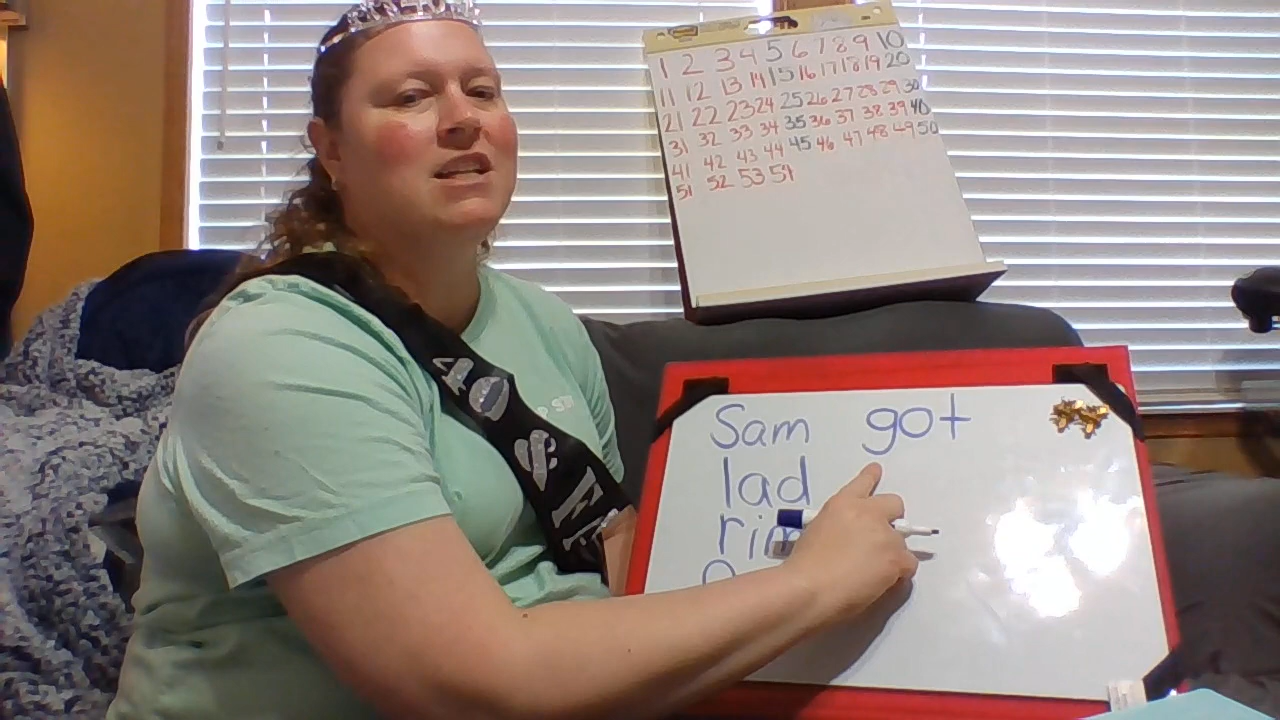 1 2 3 4 5 6 7 8 9 10
11 12 13 14 15 16 17 18 19 20
21 22 23 24 25 26 27 28 29 30
31 32 33 34 35 36 37 38 39 40
41 42 43 44 45 46 47 48 49 50
51 52 53 54
40 &
Sam got
lad